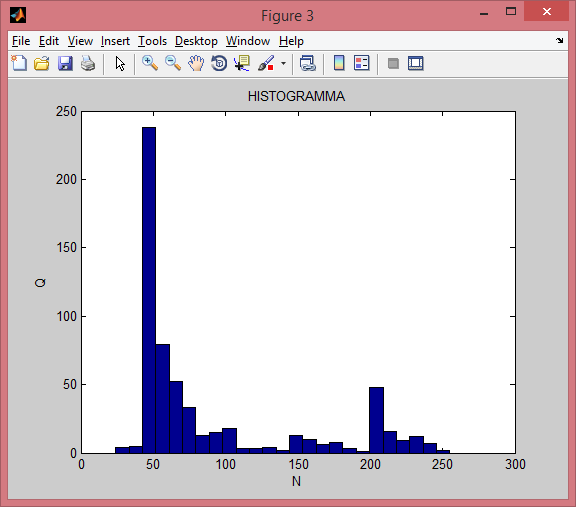 Figure 3
File Edit View Insert Tools Desktop Window Help
HISTOGRAMMA
250
200
150
100
50
0
Q
0 50 100 150 200 250 300
N